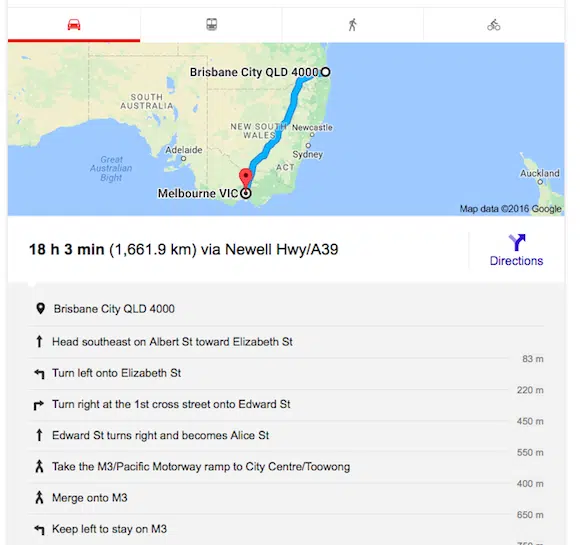 Brisbane City QLD 4000
SOUTH
AUSTRALIA
NEW SOUTH
WALES
Newcastle
Adelaide
Sydney
Great
Australian
Bight
ACT
Auckland
Melbourne VIC
Map data ©2016 Google
18 h 3 min (1,661.9 km) via Newell Hwy/A39
Directions
Brisbane City QLD 4000
Head southeast on Albert St toward Elizabeth St
83 m
Turn left onto Elizabeth St
220 m
Turn right at the 1st cross street onto Edward St
450 m
Edward St turns right and becomes Alice St
550 m
Take the M3/Pacific Motorway ramp to City Centre/Toowong
400 m
Merge onto M3
650 m
Keep left to stay on M3